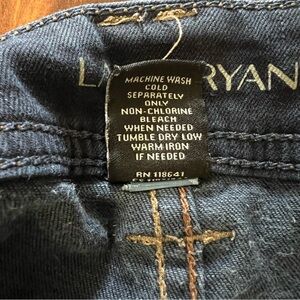 L RYAN
MACHINE WASH
COLD
SEPARATELY
ONLY
NON-CHLORINE
BLEACH
WHEN NEEDED
TUMBLE DRY LOW
WARM IRON
IF NEEDED
RN 118641